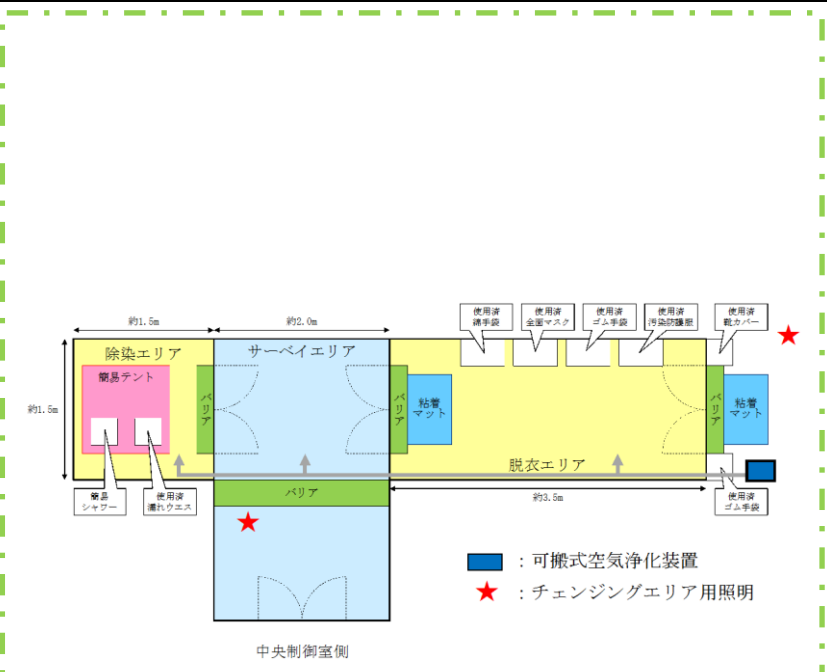 約1.5m
約2.0m
使用済
綿手袋
使用済
全面マスク
使用済
ゴム手袋
使用済
汚染防護服
使用済
靴カバー
除染エリア
サーベイエリア
簡易テント
約1.5m
バリア
バリア
粘着
マット
バリア
粘着
マット
脱衣エリア
簡易
シャワー
使用済
濡れウエス
バリア
約3.5m
使用済
ゴム手袋
：可搬式空気浄化装置
：チェンジングエリア用照明
中央制御室側